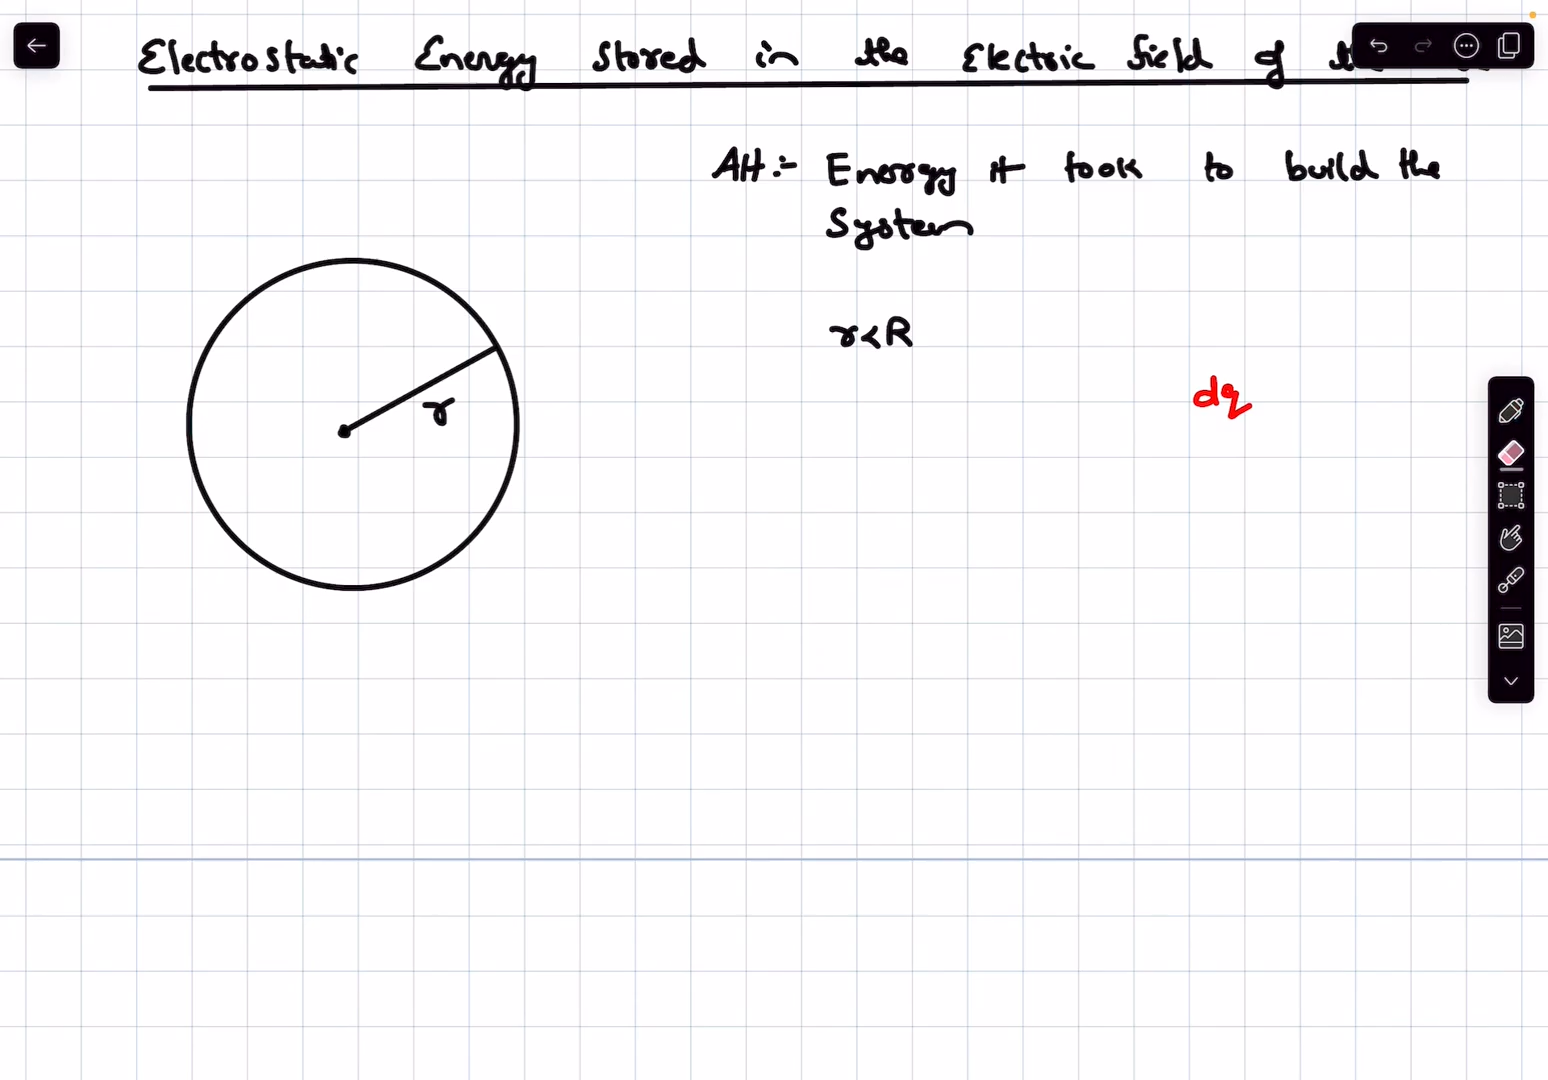 Electrostatic Energy Stored in the Electric field of
Alt:- Energy it took to build the
System
r<R
dq
r